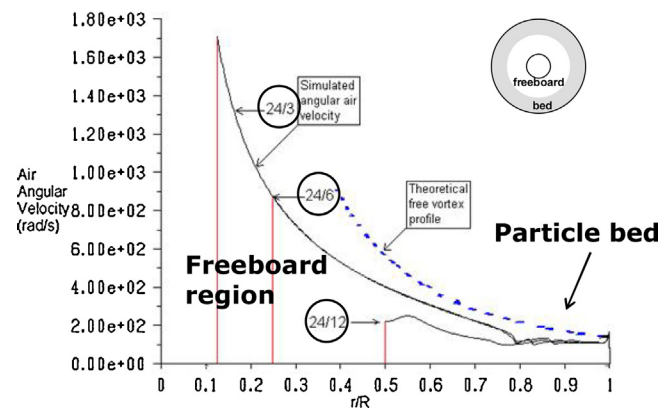 1.80e+03
1.60e+03
1.40e+03
1.20e+03
1.00e+03
8.00e+02
6.00e+02
4.00e+02
2.00e+02
0.00e+00
Air
Angular
Velocity
(rad/s)
0
0.1
0.2
0.3
0.4
0.5
0.6
0.7
0.8
0.9
1
r/R
24/3
Simulated
angular air
velocity
24/6
Theoretical
free vortex
profile
24/12
Freeboard
region
Particle bed
freeboard
bed